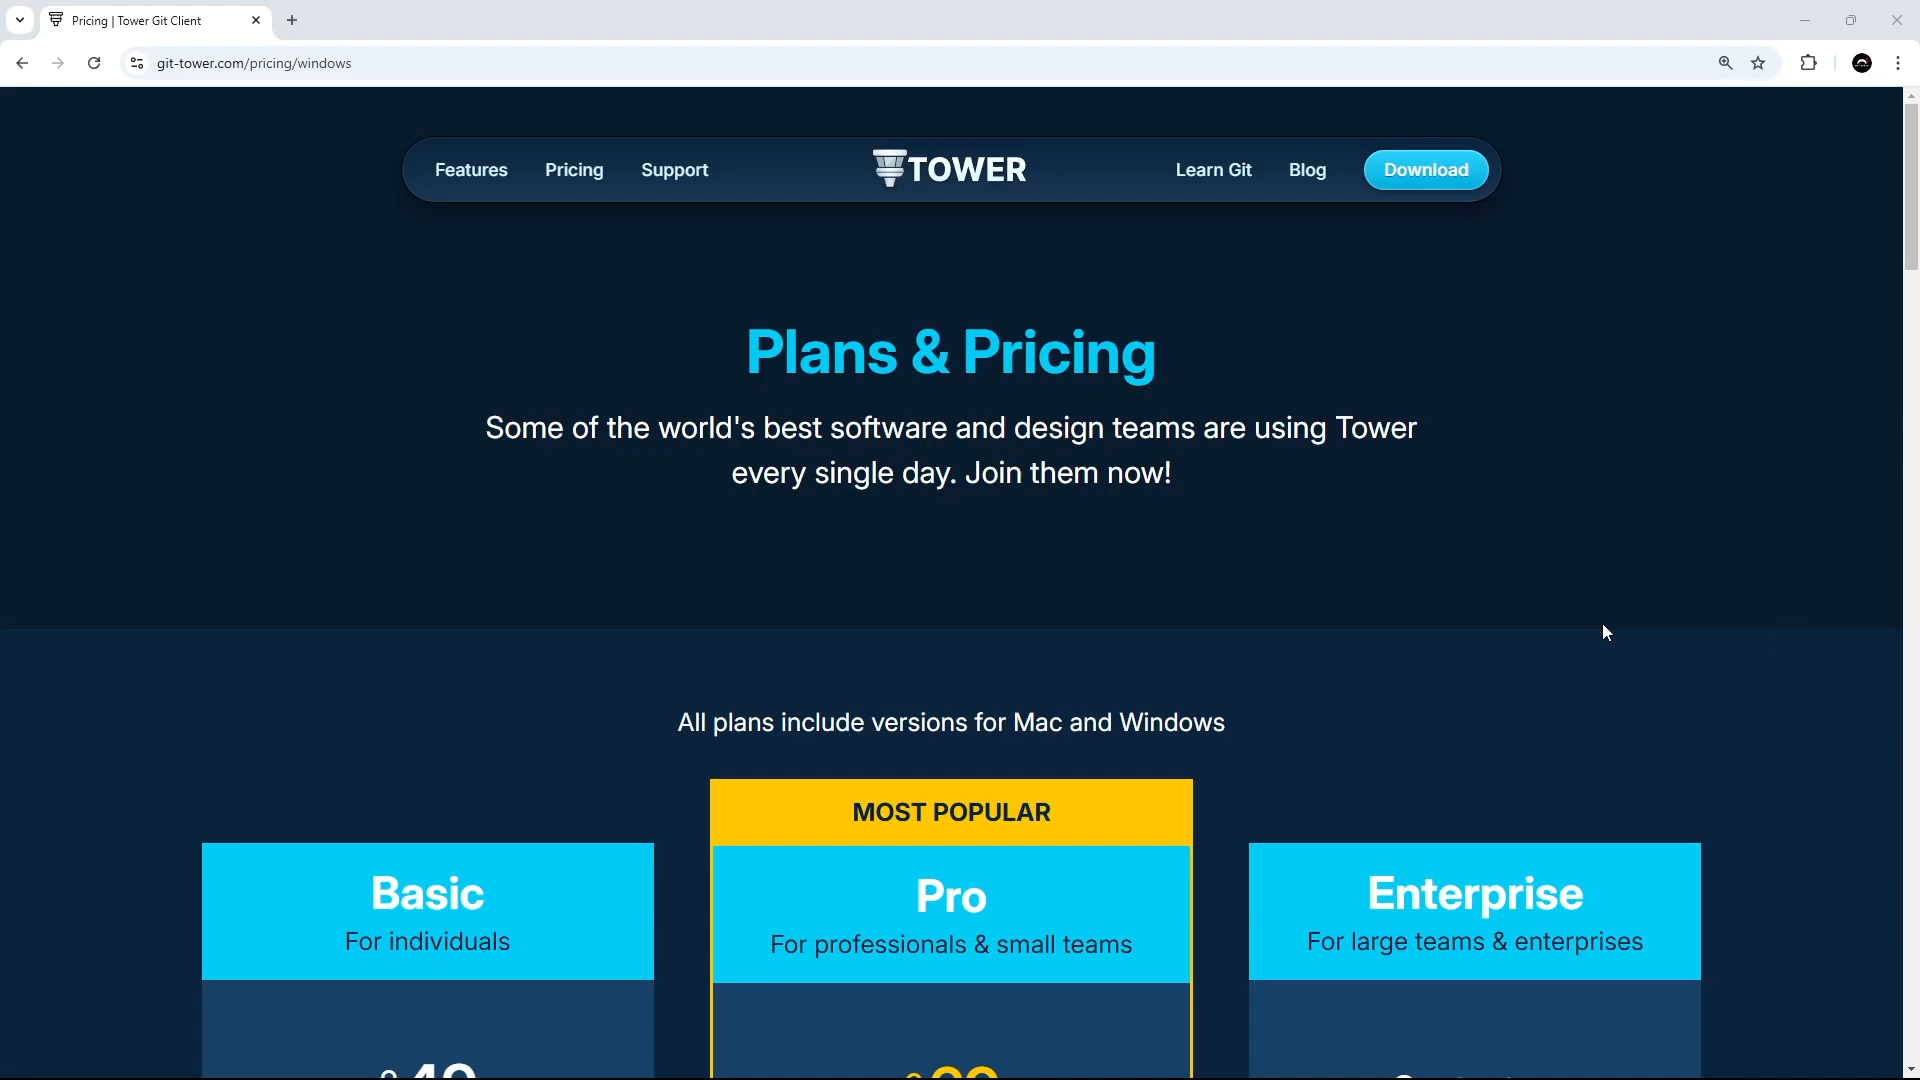 Pricing | Tower Git Client
git-tower.com/pricing/windows
Features
Pricing
Support
TOWER
Learn Git
Blog
Download
Plans & Pricing
Some of the world's best software and design teams are using Tower
every single day. Join them now!
All plans include versions for Mac and Windows
MOST POPULAR
Basic
For individuals
Pro
For professionals & small teams
Enterprise
For large teams & enterprises